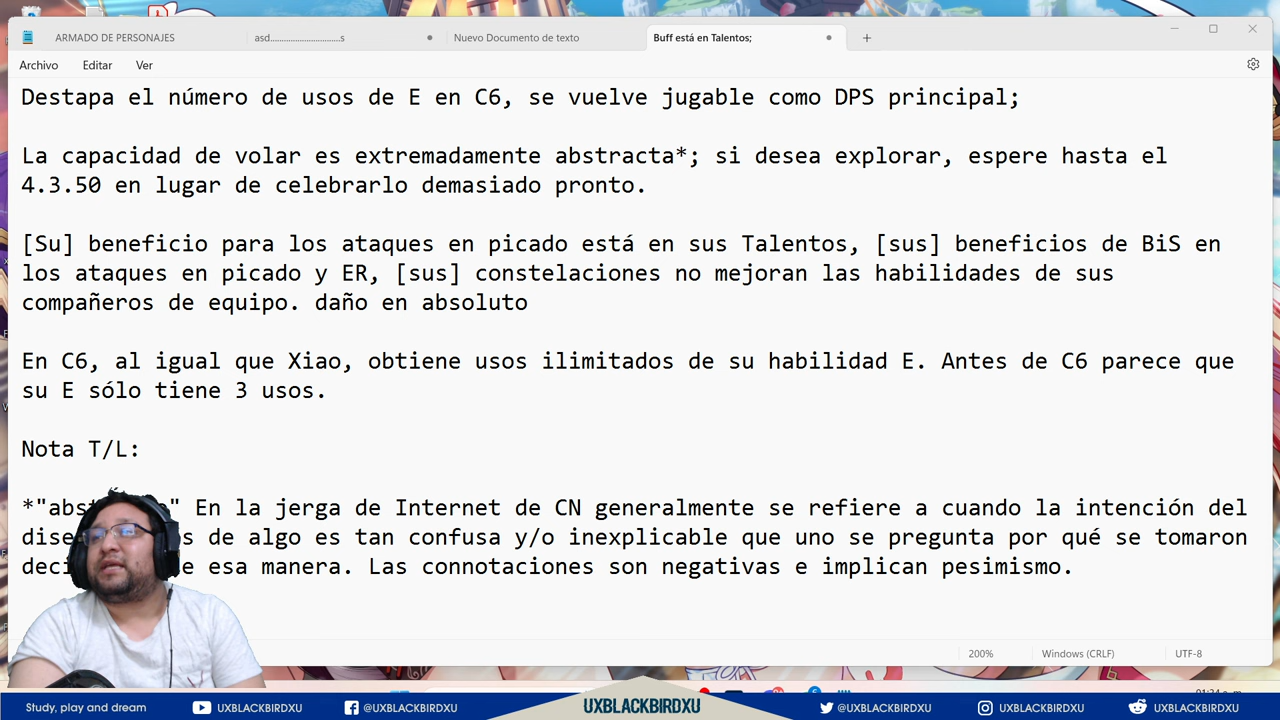 ARMADO DE PERSONAJES
asd..............................s
Nuevo Documento de texto
Buff está en Talentos;
Archivo Editar Ver
Destapa el número de usos de E en C6, se vuelve jugable como DPS principal;
La capacidad de volar es extremadamente abstracta*; si desea explorar, espere hasta el
4.3.50 en lugar de celebrarlo demasiado pronto.
[Su] beneficio para los ataques en picado está en sus Talentos, [sus] beneficios de BiS en
los ataques en picado y ER, [sus] constelaciones no mejoran las habilidades de sus
compañeros de equipo. daño en absoluto
En C6, al igual que Xiao, obtiene usos ilimitados de su habilidad E. Antes de C6 parece que
su E sólo tiene 3 usos.
Nota T/L:
En la jerga de Internet de CN generalmente se refiere a cuando la intención del
de algo es tan confusa y/o inexplicable que uno se pregunta por qué se tomaron
esa manera. Las connotaciones son negativas e implican pesimismo.
200% Windows (CRLF) UTF-8
Study, play and dream
UXBLACKBIRDXU
@UXBLACKBIRDXU
UXBLACKBIRDXU
@UXBLACKBIRDXU
UXBLACKBIRDXU
UXBLACKBIRDXU